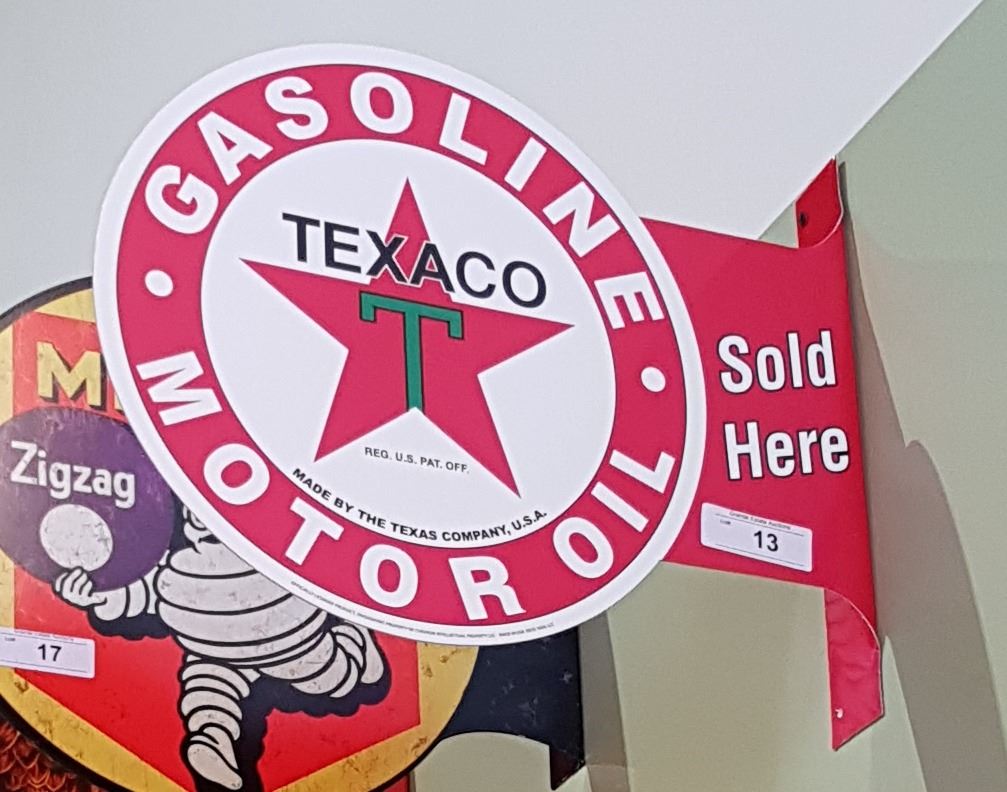 GASOLINE
TEXACO
T
REG. U.S. PAT. OFF.
MADE BY THE TEXAS COMPANY, U.S.A.
• MOTOR OIL •
Sold
Here
13
Zigzag
17